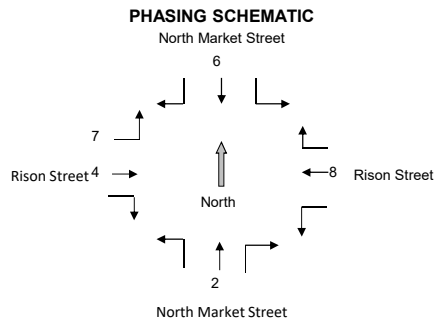 PHASING SCHEMATIC
North Market Street
6
7
Rison Street 4
8 Rison Street
North
2
North Market Street